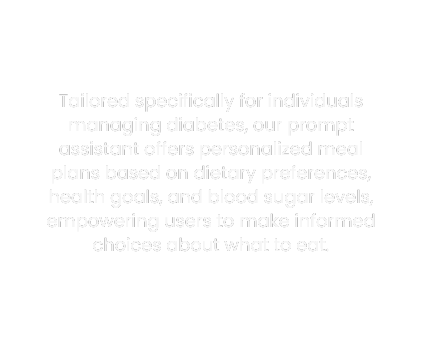 Tailored specifically for individuals
managing diabetes, our prompt
assistant offers personalized meal
plans based on dietary preferences,
health goals, and blood sugar levels,
empowering users to make informed
choices about what to eat.